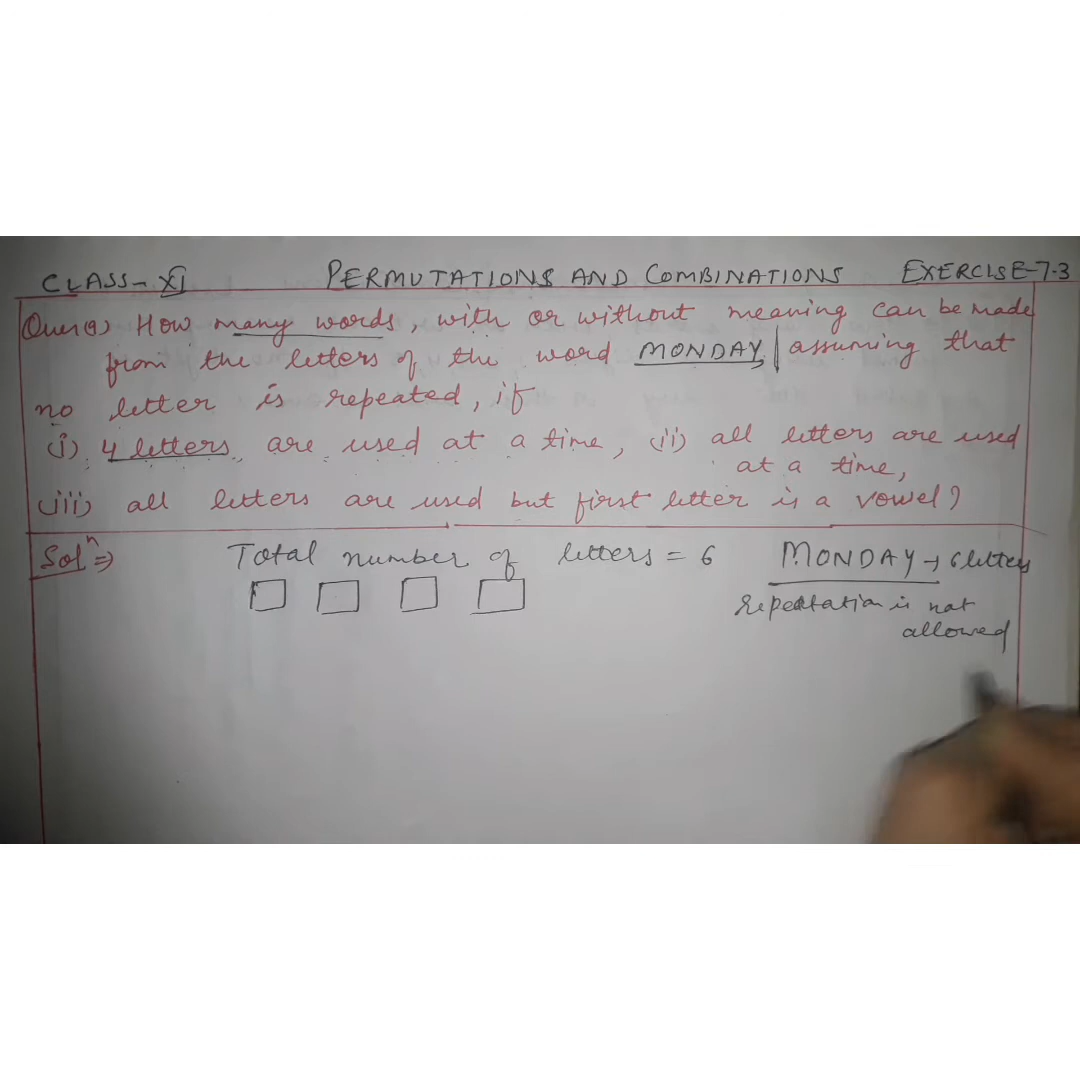 CLASS-XI PERMUTATIONS AND COMBINATIONS EXERCISE-7.3
Ques(9) How many words, with or without meaning can be made
from the letters of the word MONDAY, assuming that
no letter is repeated, if
(i) 4 letters are used at a time, (ii) all letters are used
at a time,
(iii) all letters are used but first letter is a vowel?
Solⁿ⇒ Total number of letters = 6 MONDAY → 6 letters
repeatation is not
allowed